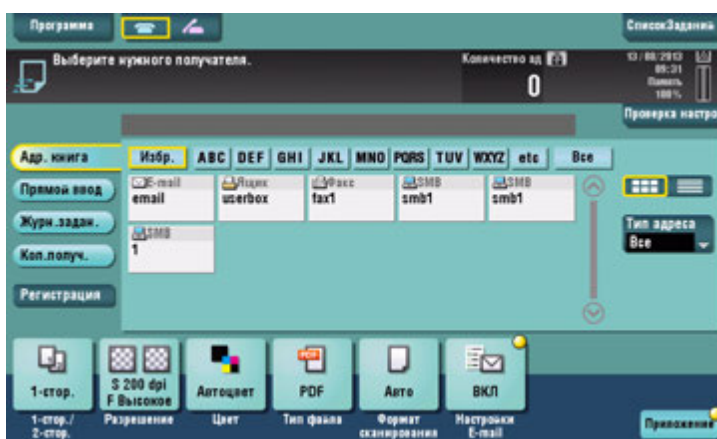 Программа
СписокЗаданий
Выберите нужного получателя.
Количество ад
0
13/08/2013
09:31
Память
100%
Проверка настро
Адр. книга
Избр. ABC DEF GHI JKL MNO PQRS TUV WXYZ etc Все
Прямой ввод
Журн.задан.
Коп.получ.
Регистрация
E-mail
email
Ящик
userbox
Факс
fax1
SMB
smb1
SMB
smb1
SMB
1
Тип адреса
Все
1-стор.
S 200 dpi
F Высокое
Автоцвет
PDF
Авто
ВКЛ
1-стор./
2-стор.
Разрешение
Цвет
Тип файла
Формат
сканирования
Настройки
E-mail
Приложение